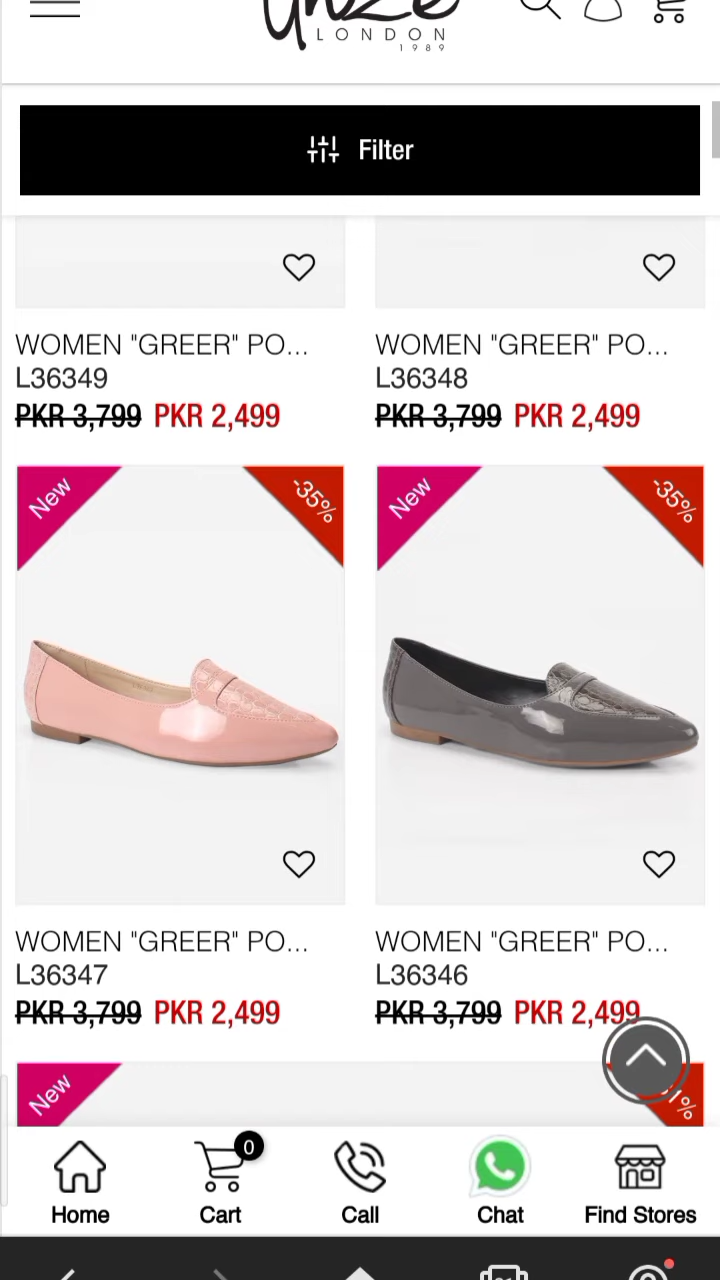 LONDON
1989
Filter
WOMEN "GREER" PO...
L36349
PKR 3,799 PKR 2,499
WOMEN "GREER" PO...
L36348
PKR 3,799 PKR 2,499
New
-35%
New
-35%
WOMEN "GREER" PO...
L36347
PKR 3,799 PKR 2,499
WOMEN "GREER" PO...
L36346
PKR 3,799 PKR 2,499
New
0
Home
Cart
Call
Chat
Find Stores